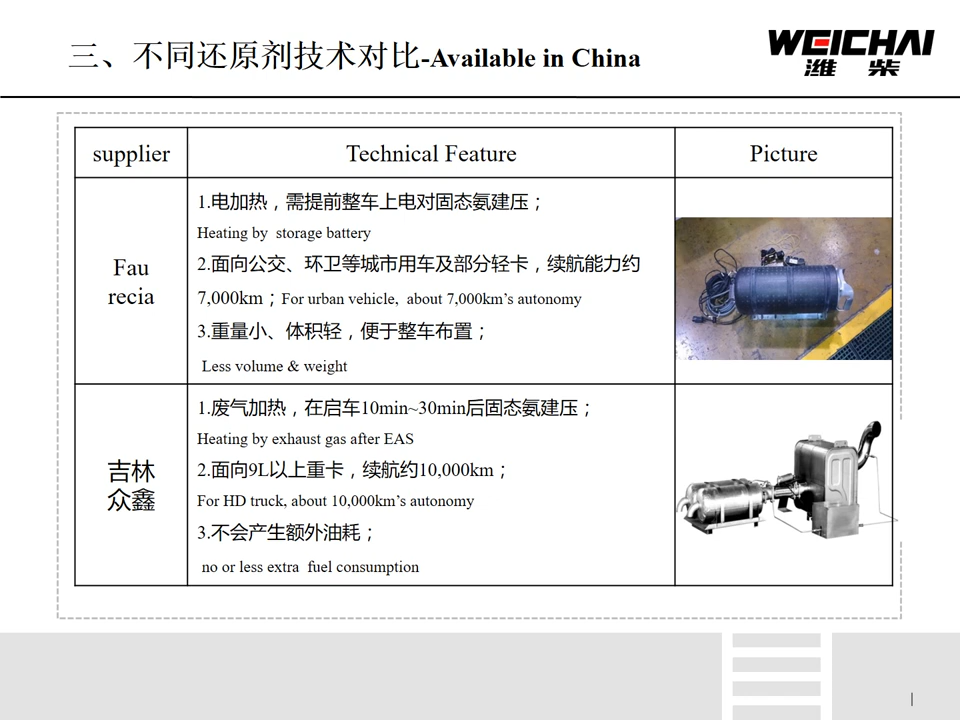 三、不同还原剂技术对比-Available in China
WEICHAI
潍柴
supplier
Technical Feature
Picture
Fau
recia
1.电加热，需提前整车上电对固态氨建压；
Heating by storage battery
2.面向公交、环卫等城市用车及部分轻卡，续航能力约
7,000km；For urban vehicle, about 7,000km’s autonomy
3.重量小、体积轻，便于整车布置；
Less volume & weight
吉林
众鑫
1.废气加热，在启车10min~30min后固态氨建压；
Heating by exhaust gas after EAS
2.面向9L以上重卡，续航约10,000km；
For HD truck, about 10,000km’s autonomy
3.不会产生额外油耗；
no or less extra fuel consumption